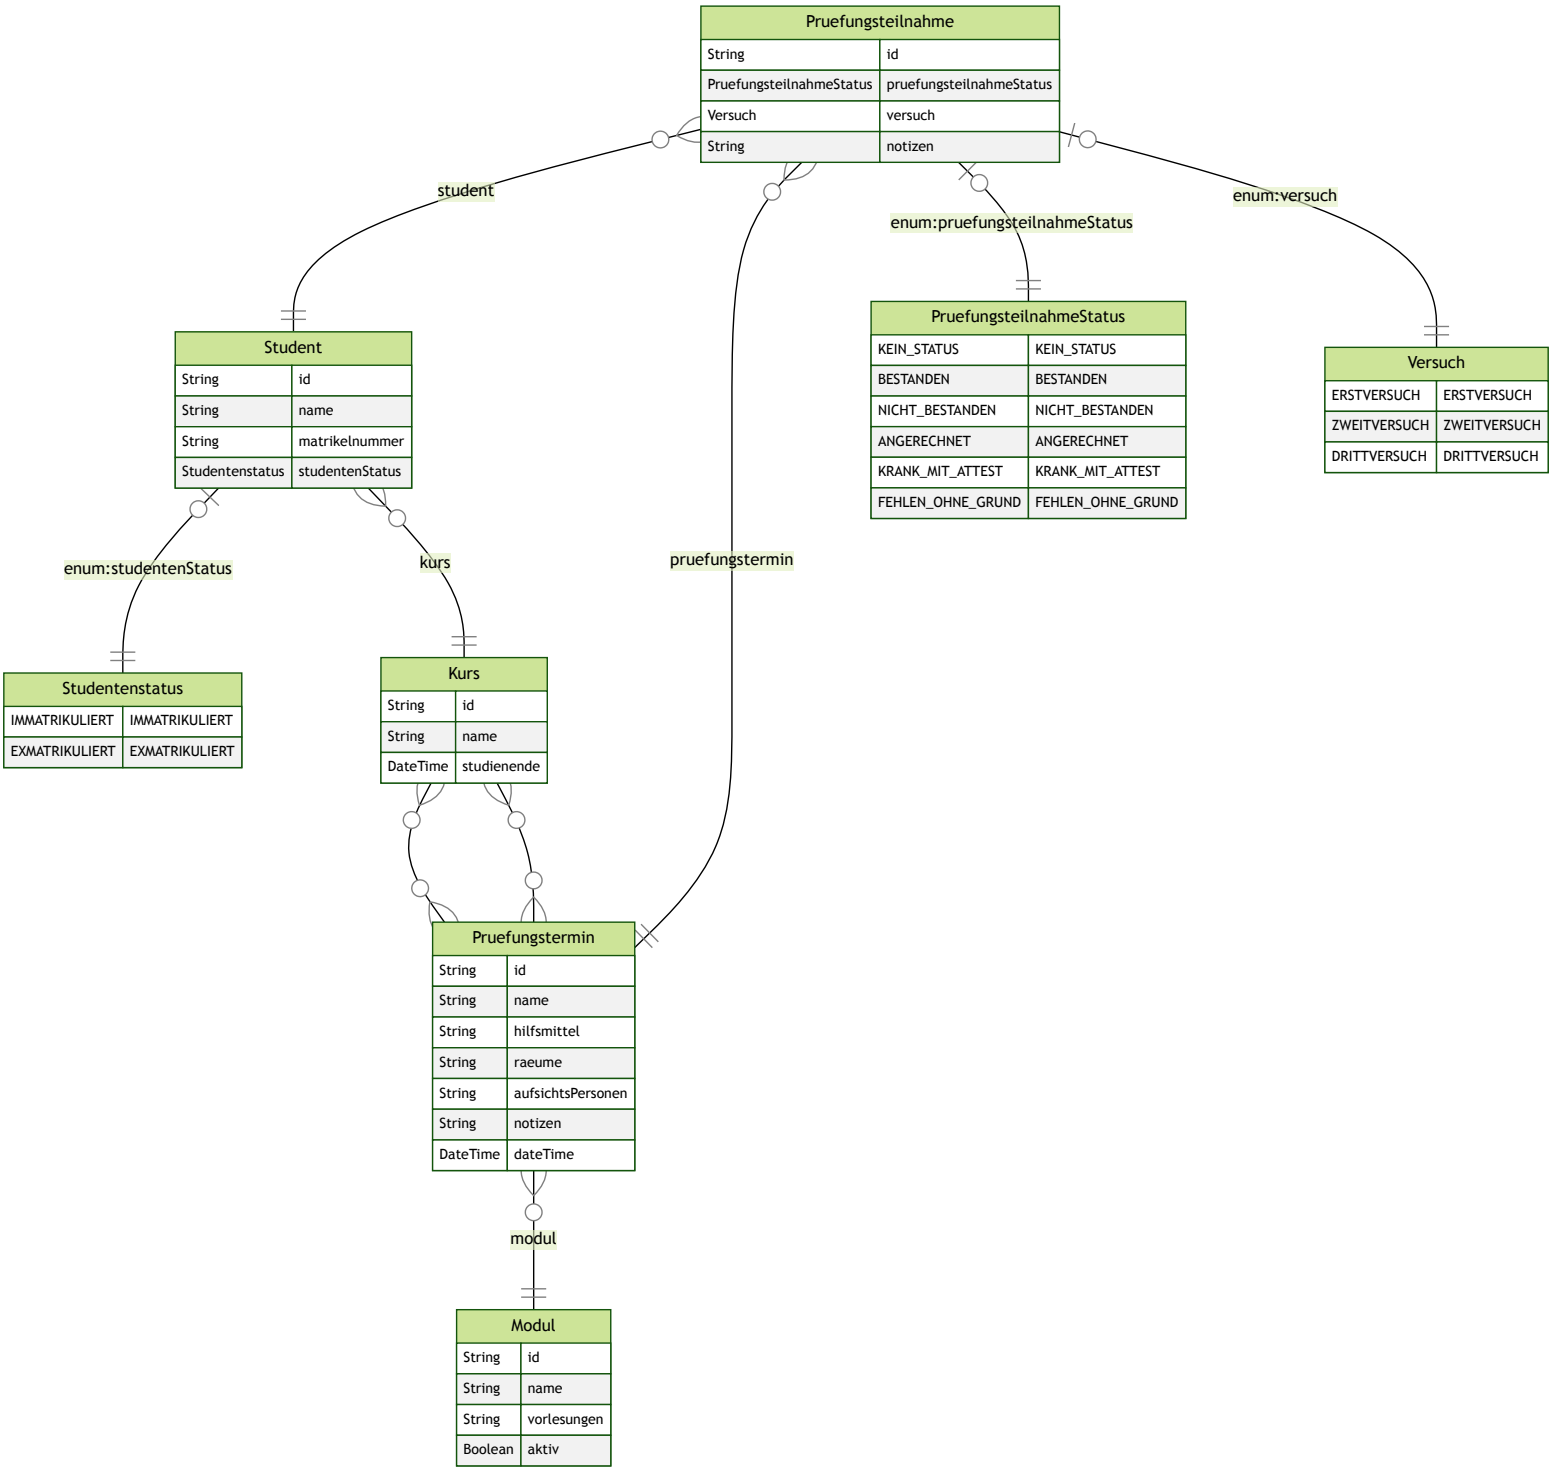 Pruefungsteilnahme
String id
PruefungsteilnahmeStatus pruefungsteilnahmeStatus
Versuch versuch
String notizen
student
enum:versuch
enum:pruefungsteilnahmeStatus
PruefungsteilnahmeStatus
KEIN_STATUS KEIN_STATUS
BESTANDEN BESTANDEN
NICHT_BESTANDEN NICHT_BESTANDEN
ANGERECHNET ANGERECHNET
KRANK_MIT_ATTEST KRANK_MIT_ATTEST
FEHLEN_OHNE_GRUND FEHLEN_OHNE_GRUND
Versuch
ERSTVERSUCH ERSTVERSUCH
ZWEITVERSUCH ZWEITVERSUCH
DRITTVERSUCH DRITTVERSUCH
Student
String id
String name
String matrikelnummer
Studentenstatus studentenStatus
enum:studentenStatus
kurs
pruefungstermin
Studentenstatus
IMMATRIKULIERT IMMATRIKULIERT
EXMATRIKULIERT EXMATRIKULIERT
Kurs
String id
String name
DateTime studienende
Pruefungstermin
String id
String name
String hilfsmittel
String raeume
String aufsichtsPersonen
String notizen
DateTime dateTime
modul
Modul
String id
String name
String vorlesungen
Boolean aktiv